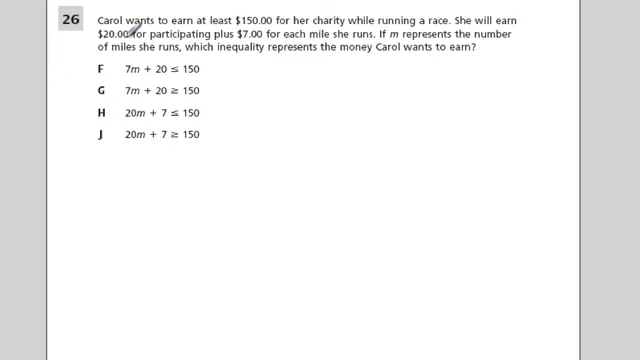 26 Carol wants to earn at least $150.00 for her charity while running a race. She will earn
$20.00 for participating plus $7.00 for each mile she runns. If m represents the number
of miles she runs, which inequality represents the money Carol wants to earn?
F 7m + 20 ≤ 150
G 7m + 20 ≥ 150
H 20m + 7 ≤ 150
J 20m + 7 ≥ 150